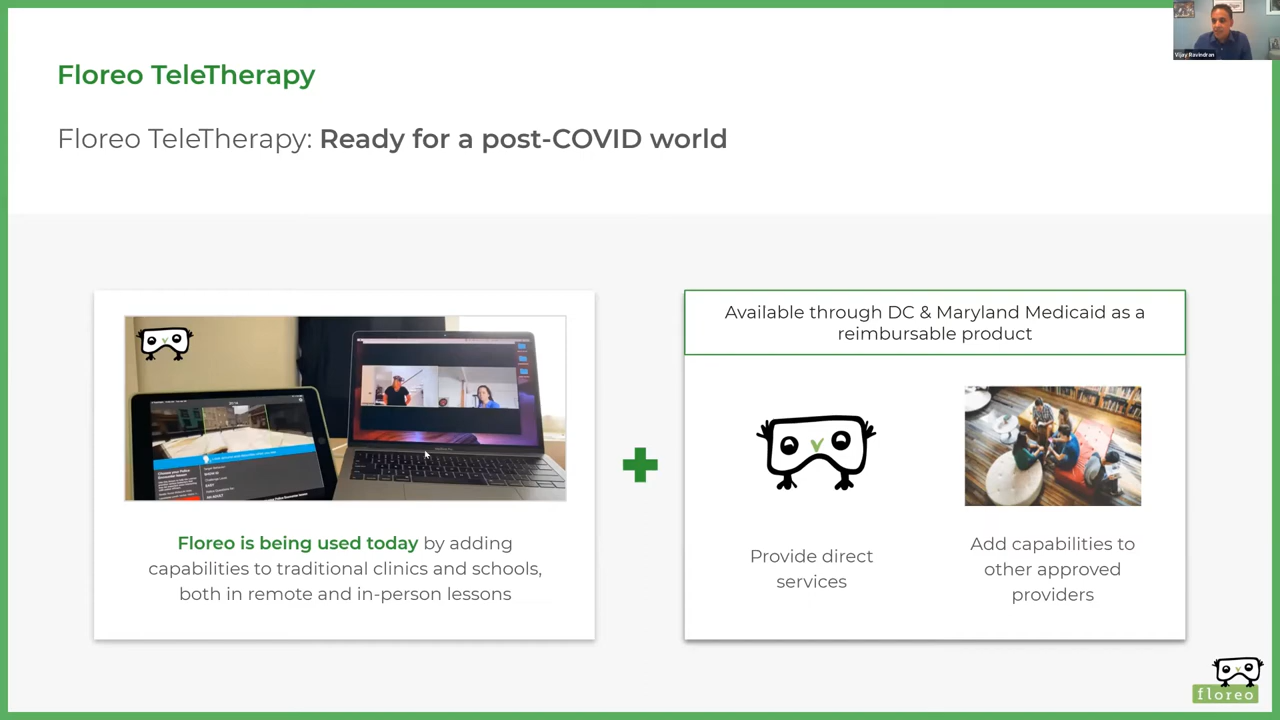 Vijay Ravindran
Floreo TeleTherapy
Floreo TeleTherapy: Ready for a post-COVID world
Available through DC & Maryland Medicaid as a
reimbursable product
Floreo is being used today by adding
capabilities to traditional clinics and schools,
both in remote and in-person lessons
Provide direct
services
Add capabilities to
other approved
providers
floreo